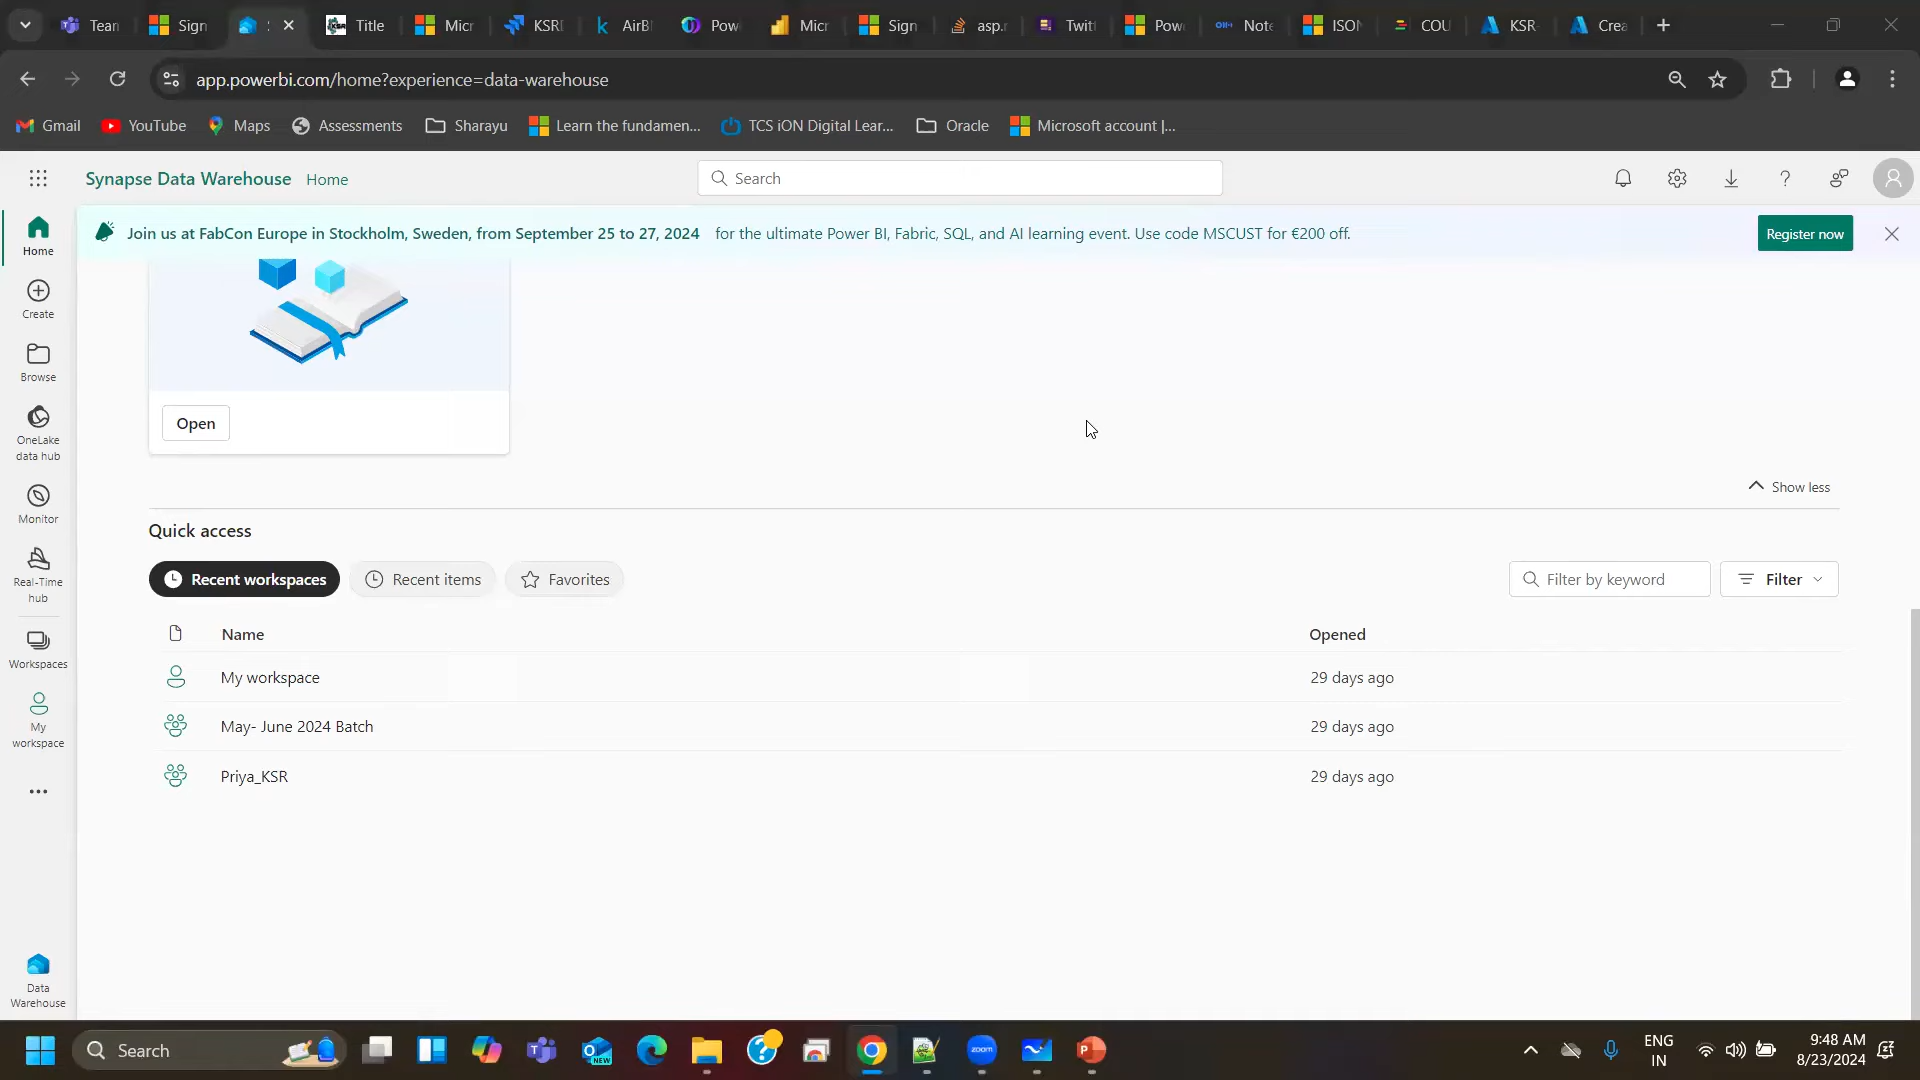 Team
Sign
Title
Micr
KSRI
AirBl
Pow
Micr
Sign
asp.r
Twitt
Pow
Note
ISON
COU
KSR-
Crea
app.powerbi.com/home?experience=data-warehouse
Gmail
YouTube
Maps
Assessments
Sharayu
Learn the fundamen...
TCS iON Digital Lear...
Oracle
Microsoft account |...
Synapse Data Warehouse
Home
Search
Join us at FabCon Europe in Stockholm, Sweden, from September 25 to 27, 2024 for the ultimate Power BI, Fabric, SQL, and AI learning event. Use code MSCUST for €200 off.
Register now
Home
Create
Browse
OneLake
data hub
Monitor
Real-Time
hub
Workspaces
My
workspace
Data
Warehouse
Open
Show less
Quick access
Recent workspaces
Recent items
Favorites
Filter by keyword
Filter
Name
Opened
My workspace
29 days ago
May- June 2024 Batch
29 days ago
Priya_KSR
29 days ago
Search
NEW
zoom
ENG
IN
9:48 AM
8/23/2024